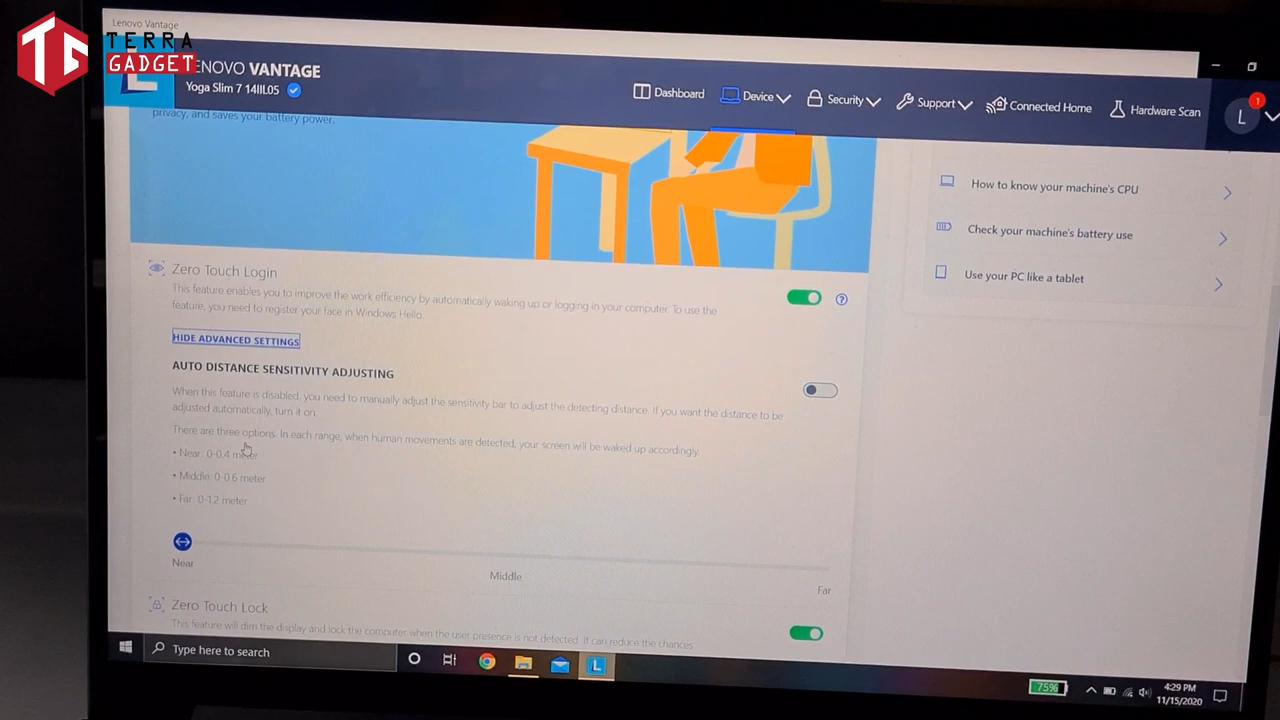 Lenovo Vantage
TERRA
GADGET
ENOVO VANTAGE
Yoga Slim 7 14IIL05
Dashboard
Device
Security
Support
Connected Home
Hardware Scan
L
1
privacy, and saves your battery power.
How to know your machine's CPU
Check your machine's battery use
Use your PC like a tablet
Zero Touch Login
This feature enables you to improve the work efficiency by automatically waking up or logging in your computer. To use the
feature, you need to register your face in Windows Hello.
HIDE ADVANCED SETTINGS
AUTO DISTANCE SENSITIVITY ADJUSTING
When this feature is disabled, you need to manually adjust the sensitivity bar to adjust the detecting distance. If you want the distance to be
adjusted automatically, turn it on.
There are three options. In each range, when human movements are detected, your screen will be waked up accordingly.
• Near: 0-0.4 meter
• Middle: 0-0.6 meter
• Far: 0-1.2 meter
Near
Middle
Far
Zero Touch Lock
This feature will dim the display and lock the computer when the user presence is not detected. It can reduce the chances
Type here to search
L
75%
4:29 PM
11/15/2020